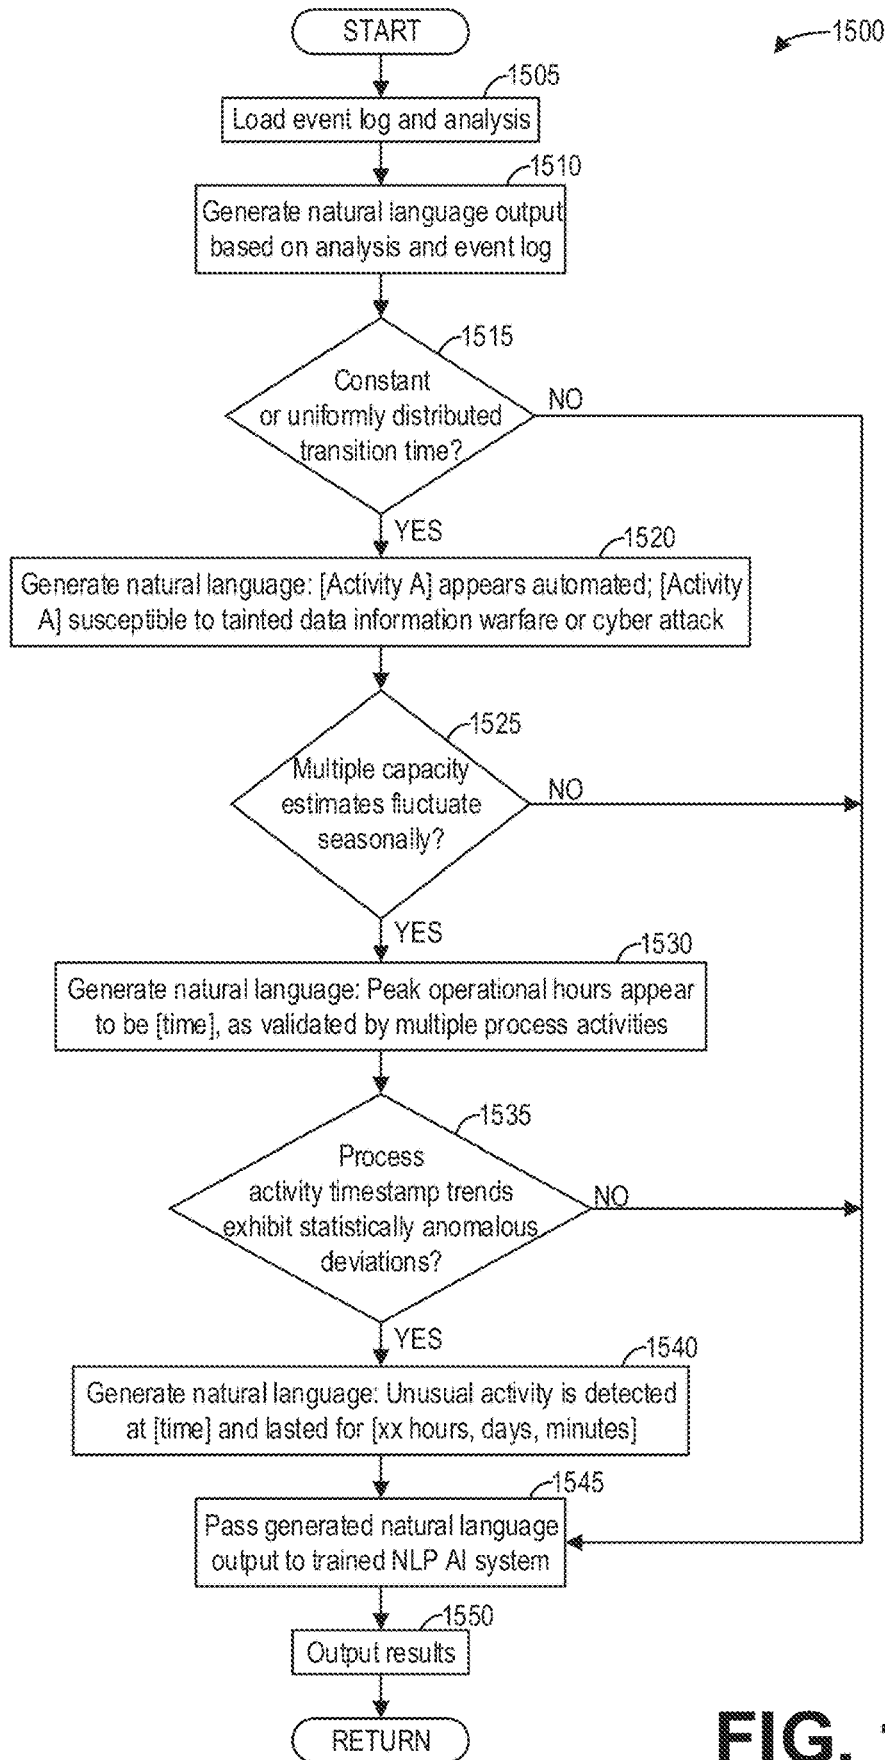 START
1500
1505
Load event log and analysis
1510
Generate natural language output
based on analysis and event log
1515
Constant
or uniformly distributed
transition time?
NO
YES
1520
Generate natural language: [Activity A] appears automated; [Activity
A] susceptible to tainted data information warfare or cyber attack
1525
Multiple capacity
estimates fluctuate
seasonally?
NO
YES
1530
Generate natural language: Peak operational hours appear
to be [time], as validated by multiple process activities
1535
Process
activity timestamp trends
exhibit statistically anomalous
deviations?
NO
YES
1540
Generate natural language: Unusual activity is detected
at [time] and lasted for [xx hours, days, minutes]
1545
Pass generated natural language
output to trained NLP AI system
1550
Output results
RETURN
FIG.